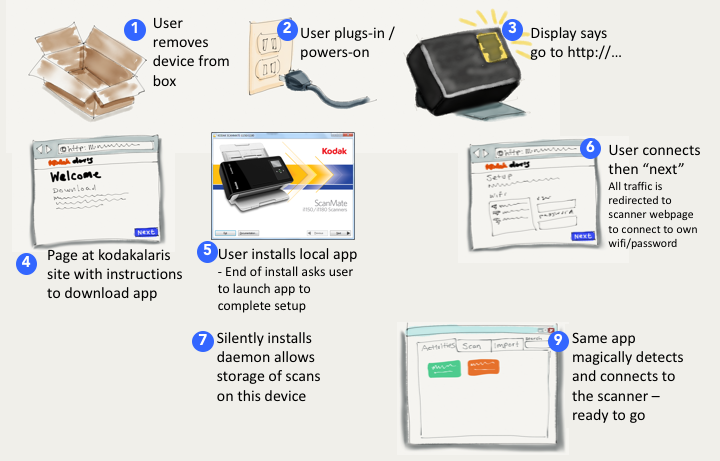 1
User
removes
device from
box
2
User plugs-in /
powers-on
3
Display says
go to http://...
http:
Kodak alaris
Welcome
Download
NEXT
4
Page at kodakalaris
site with instructions
to download app
Kodak
ScanMate
i1150 / i1180 Scanners
5
User installs local app
- End of install asks user
to launch app to
complete setup
http:
Kodak alaris
Setup
wifi
NEXT
6
User connects
then “next”
All traffic is
redirected to
scanner webpage
to connect to own
wifi/password
7
Silently installs
daemon allows
storage of scans
on this device
Activities
Scan
Import
Search
9
Same app
magically detects
and connects to
the scanner –
ready to go